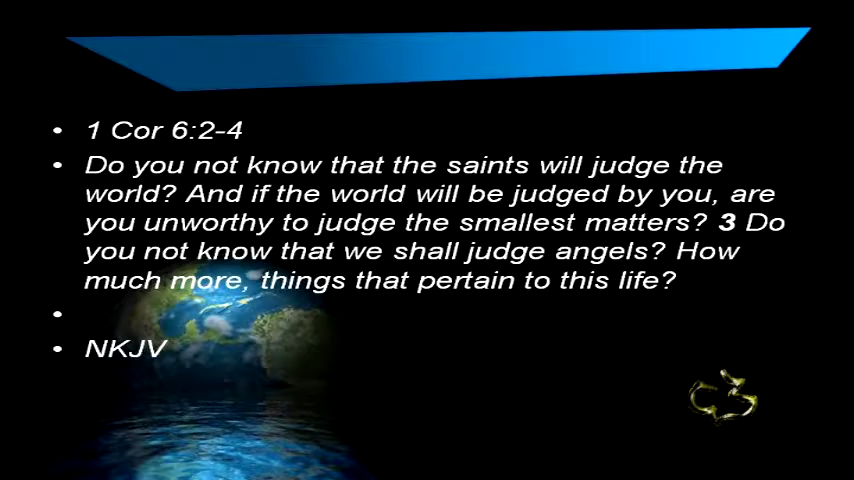 1 Cor 6:2-4
Do you not know that the saints will judge the
world? And if the world will be judged by you, are
you unworthy to judge the smallest matters? 3 Do
you not know that we shall judge angels? How
much more, things that pertain to this life?
NKJV
C3